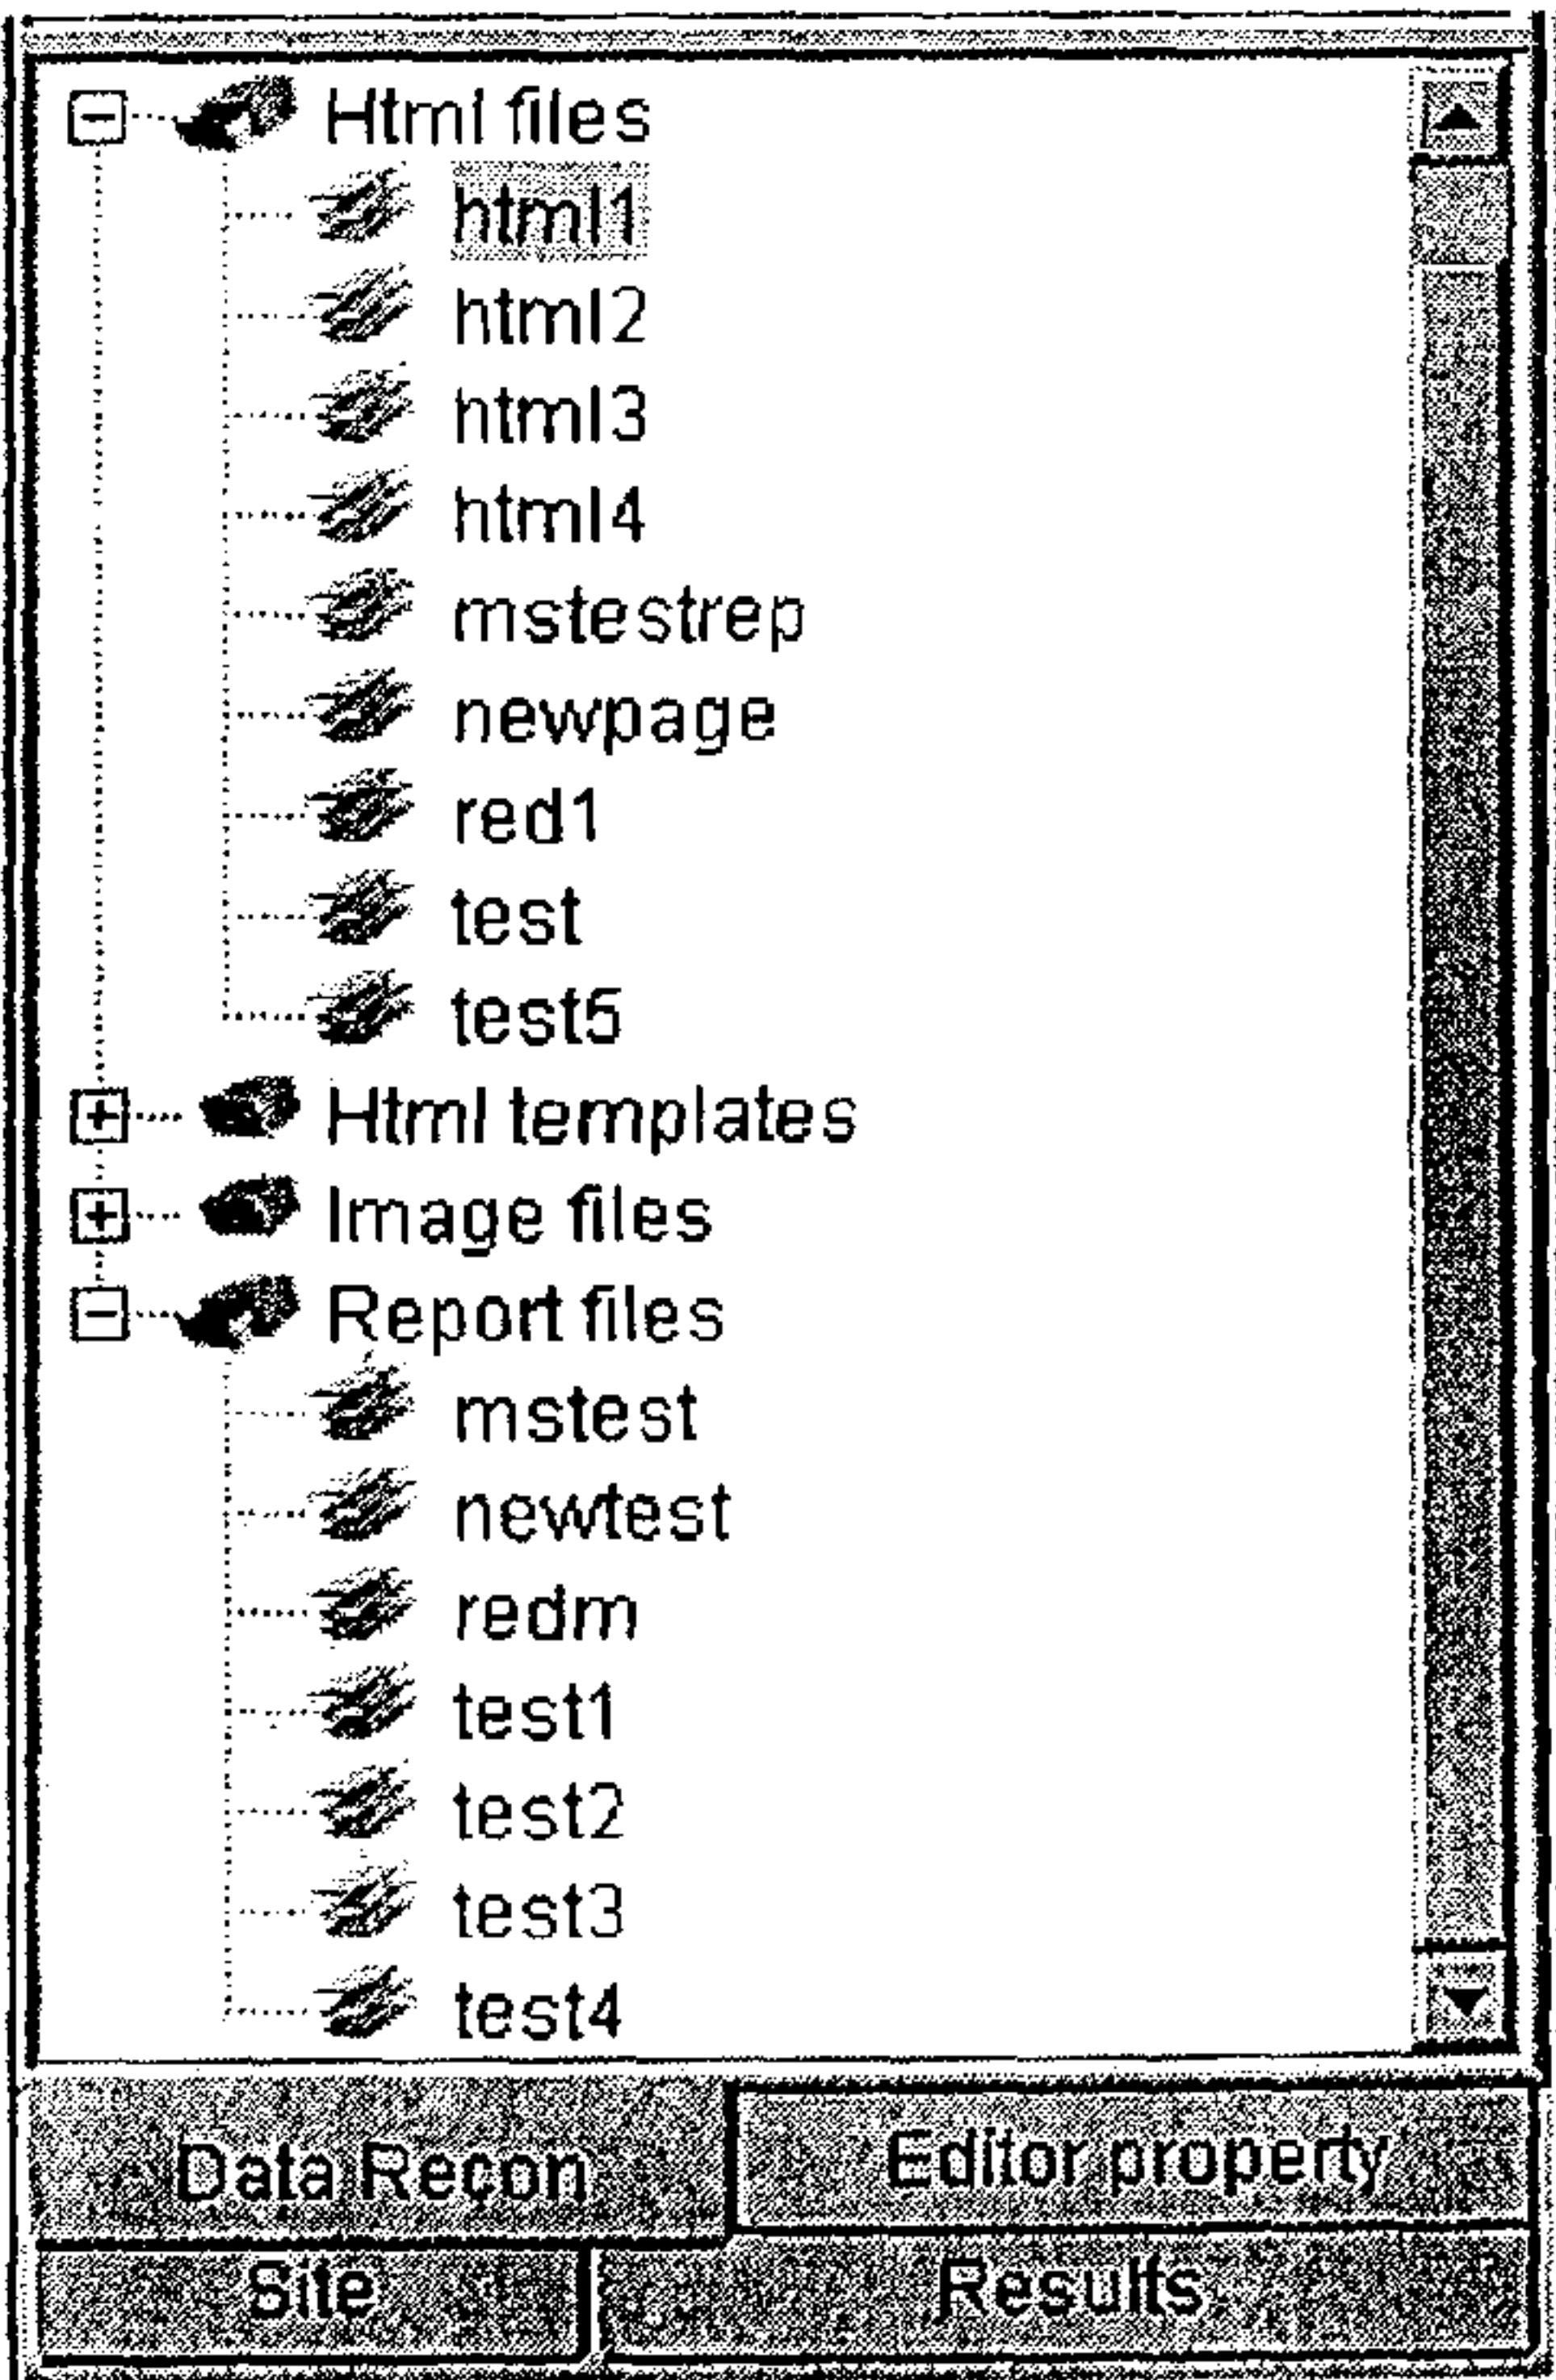 Html files
html1
html2
html3
html4
mstestrep
newpage
red1
test
test5
Html templates
Image files
Report files
mstest
newtest
redm
test1
test2
test3
test4
Data Recon Editor property
Site Results